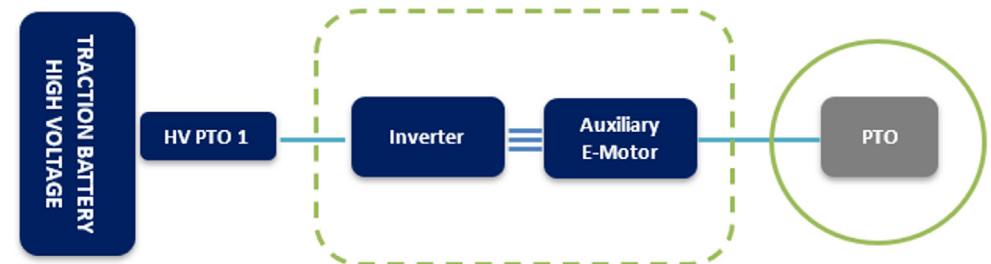 TRACTION BATTERY
HIGH VOLTAGE
HV PTO 1
Inverter
Auxiliary
E-Motor
PTO